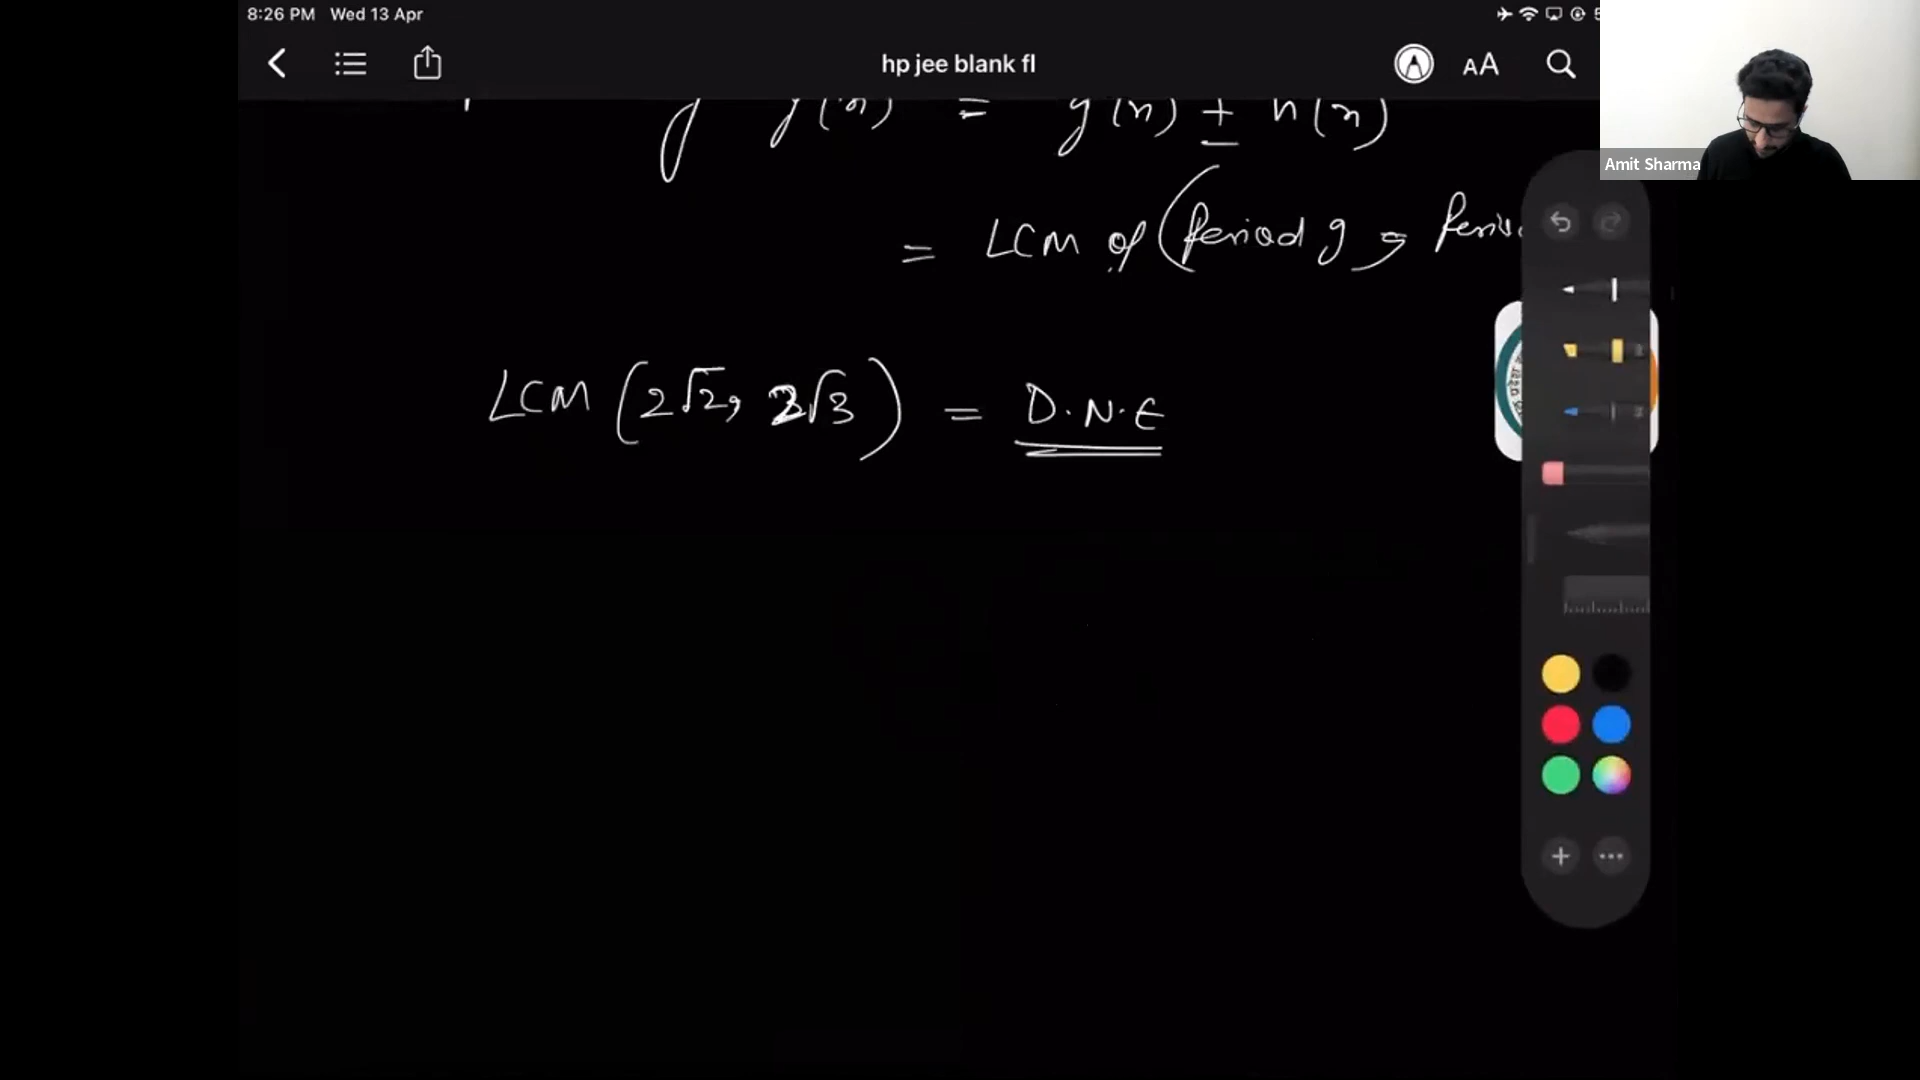 8:26 PM Wed 13 Apr
hp jee blank fl
AA
Amit Sharma
= g(x) ± h(x)
= LCM of (Period g,
LCM (2√2, 2√3) = D.N.E